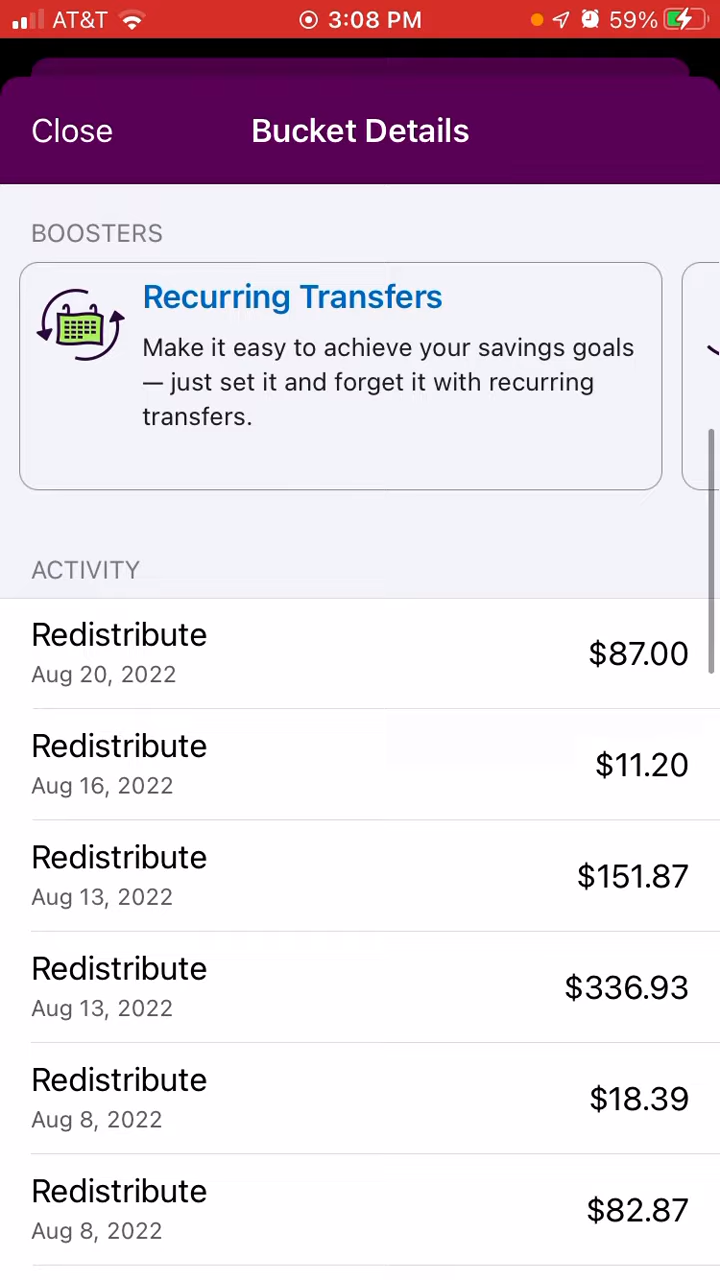 AT&T 3:08 PM 59%
Close Bucket Details
BOOSTERS
Recurring Transfers
Make it easy to achieve your savings goals
— just set it and forget it with recurring
transfers.
ACTIVITY
Redistribute $87.00
Aug 20, 2022
Redistribute $11.20
Aug 16, 2022
Redistribute $151.87
Aug 13, 2022
Redistribute $336.93
Aug 13, 2022
Redistribute $18.39
Aug 8, 2022
Redistribute $82.87
Aug 8, 2022